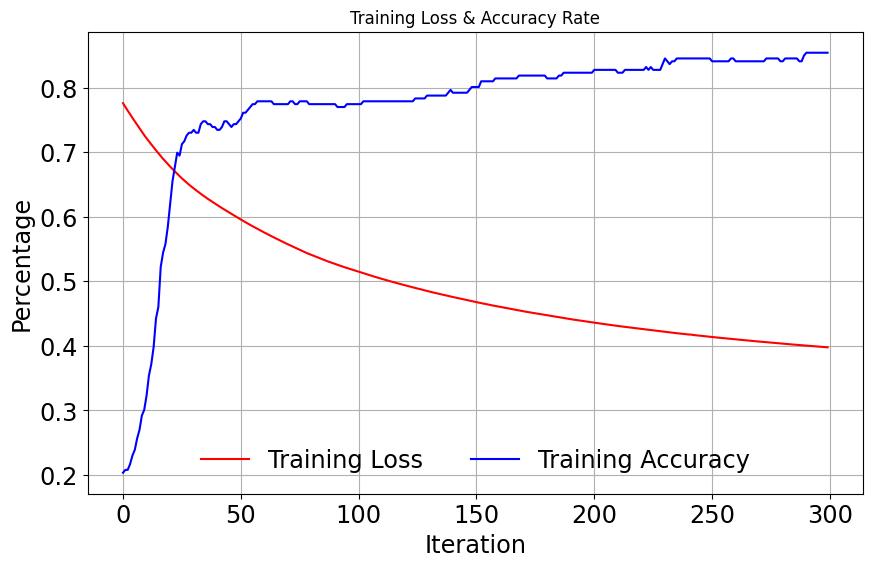 Training Loss & Accuracy Rate
Percentage
0.8
0.7
0.6
0.5
0.4
0.3
0.2
Training Loss
Training Accuracy
0 50 100 150 200 250 300
Iteration